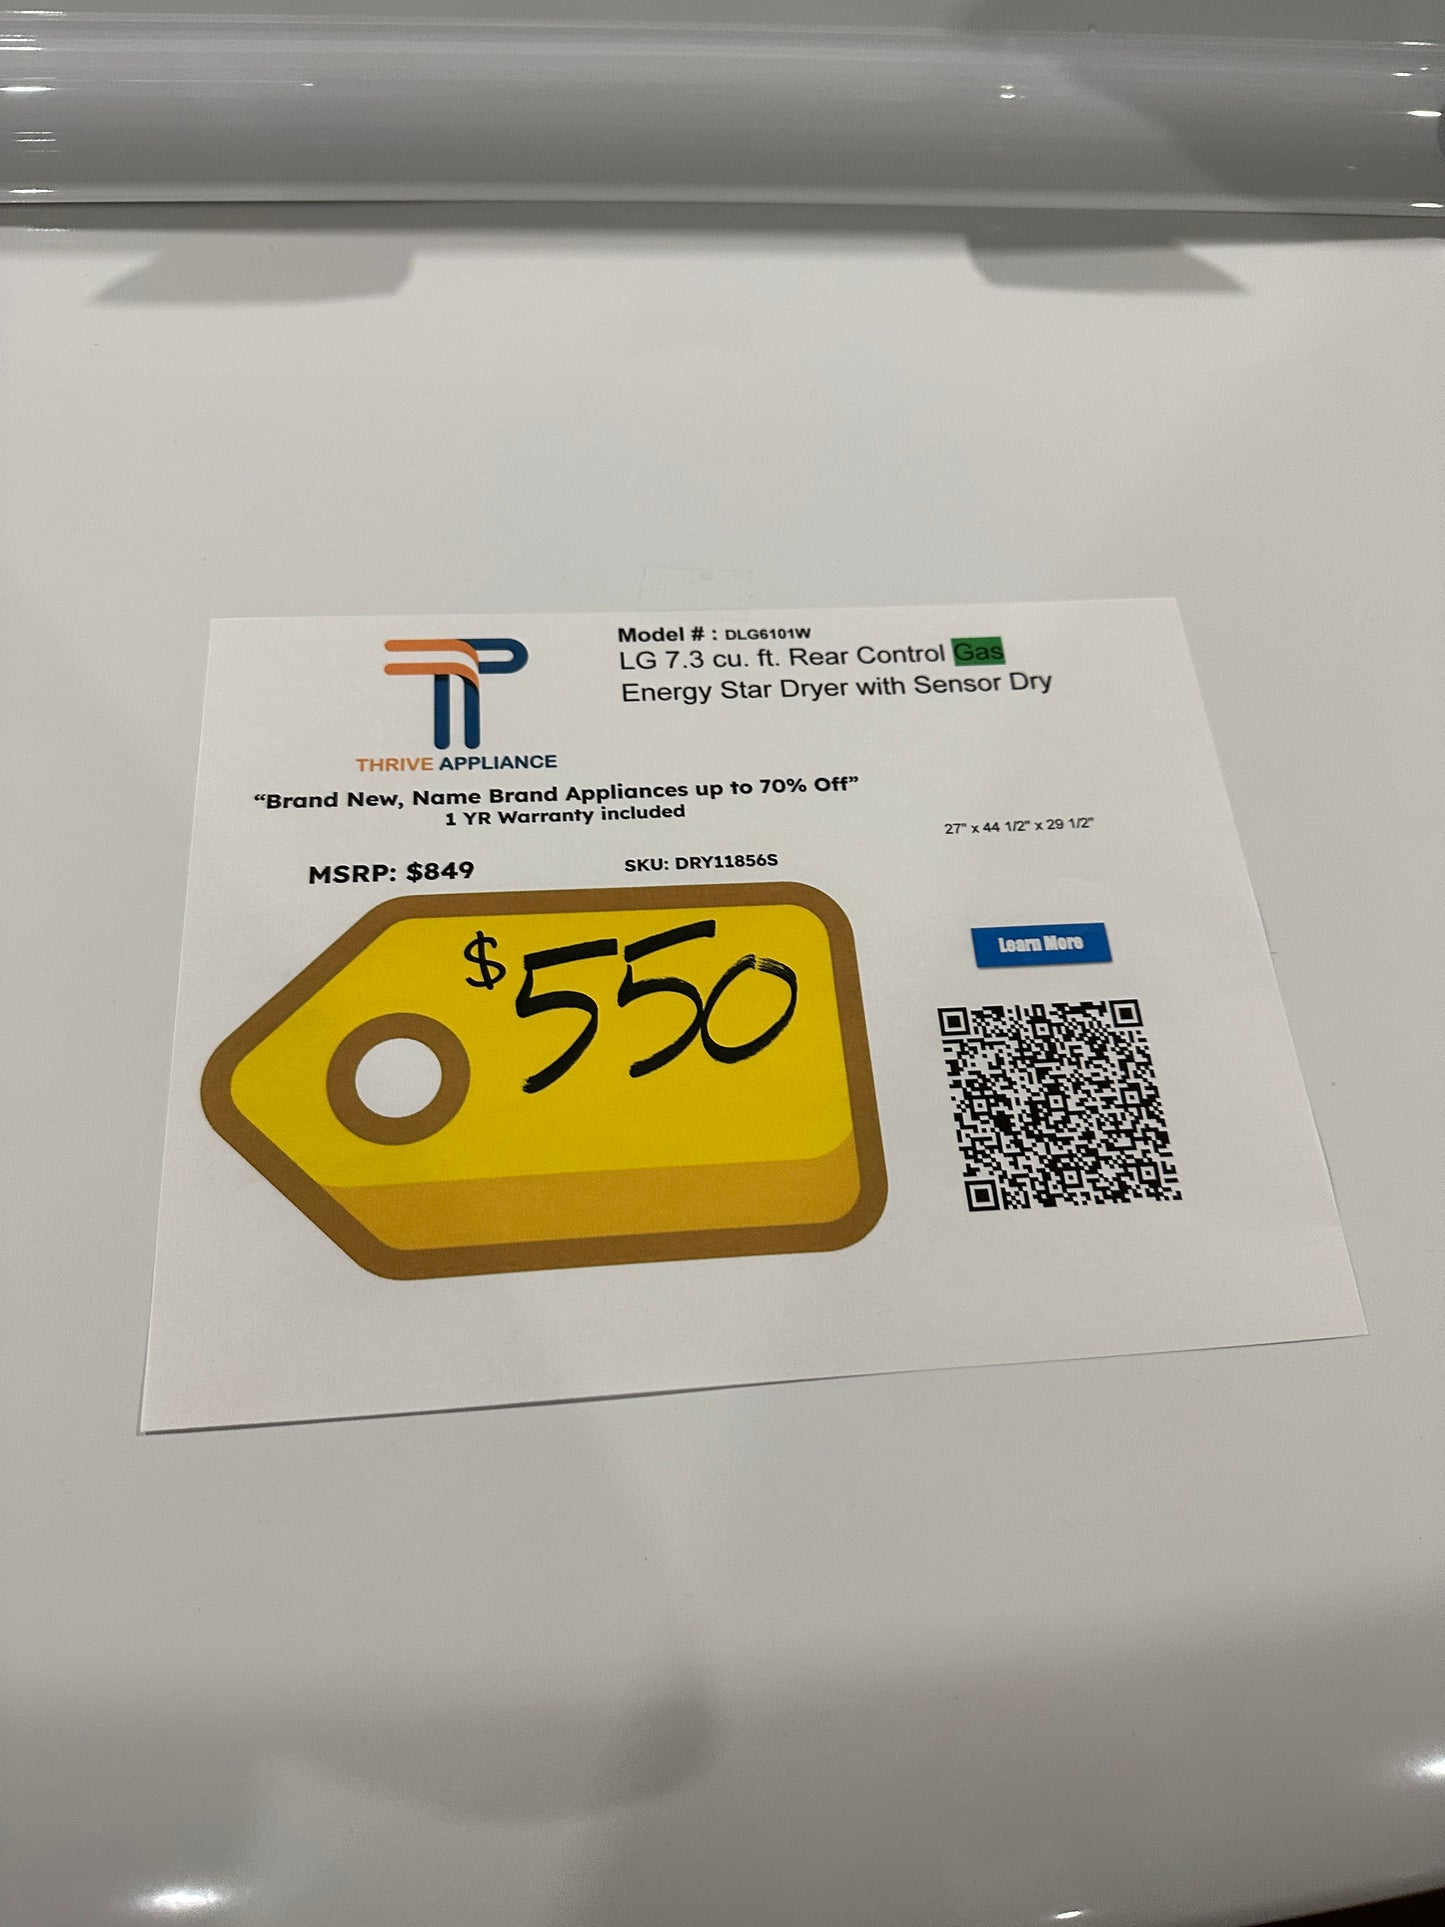 Model # : DLG6101W
LG 7.3 cu. ft. Rear Control Gas
Energy Star Dryer with Sensor Dry
THRIVE APPLIANCE
“Brand New, Name Brand Appliances up to 70% Off”
1 YR Warranty included
27" x 44 1/2" x 29 1/2"
MSRP: $849
SKU: DRY11856S
$550
Learn More